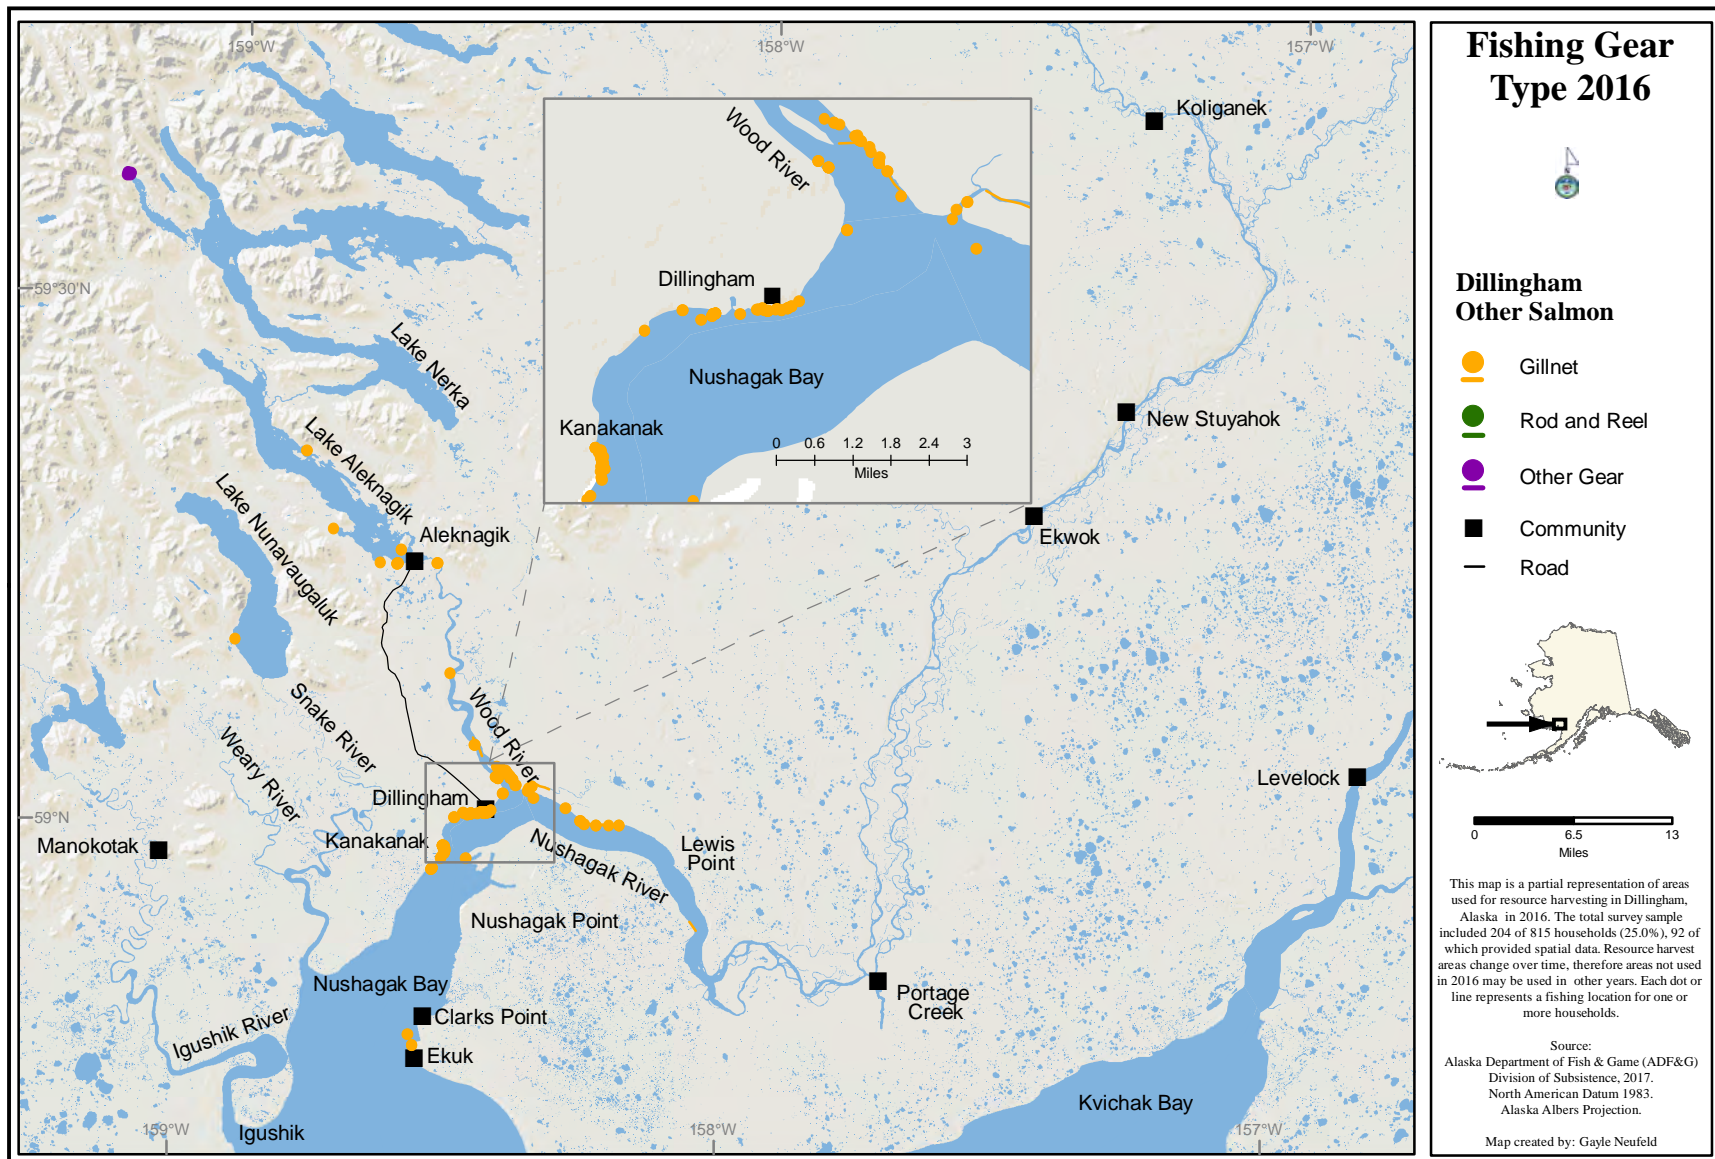 159°W
158°W
157°W
Fishing Gear
Type 2016
Koliganek
Wood River
Dillingham
Other Salmon
Gillnet
Rod and Reel
Other Gear
Community
Road
59°30'N
Dillingham
Nushagak Bay
Kanakanak
0 0.6 1.2 1.8 2.4 3
Miles
Lake Nerka
Lake Aleknagik
Lake Nunavaugaluk
Aleknagik
New Stuyahok
Ekwok
Snake River
Weary River
Wood River
Levelock
Dillingham
59°N
Manokotak
Kanakanak
Nushagak River
Lewis
Point
Nushagak Point
Nushagak Bay
Clarks Point
Portage
Creek
Igushik River
Ekuk
Kvichak Bay
Igushik
159°W
158°W
157°W
0 6.5 13
Miles
This map is a partial representation of areas
used for resource harvesting in Dillingham,
Alaska in 2016. The total survey sample
included 204 of 815 households (25.0%), 92 of
which provided spatial data. Resource harvest
areas change over time, therefore areas not used
in 2016 may be used in other years. Each dot or
line represents a fishing location for one or
more households.
Source:
Alaska Department of Fish & Game (ADF&G)
Division of Subsistence, 2017.
North American Datum 1983.
Alaska Albers Projection.
Map created by: Gayle Neufeld